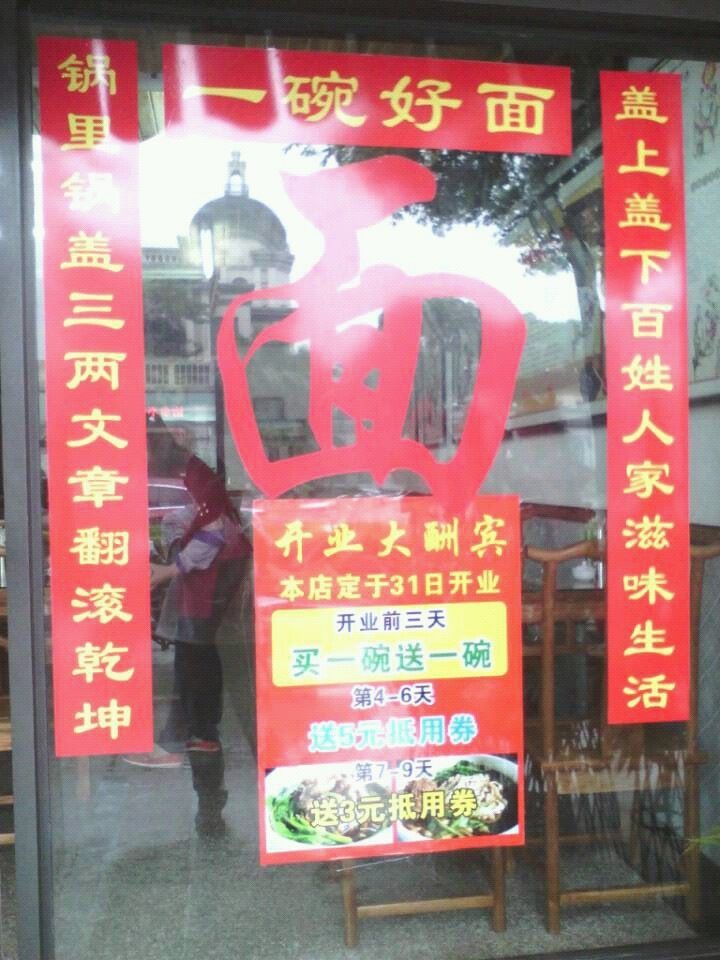 一碗好面
锅里锅盖三两文章翻滚乾坤
盖上盖下百姓人家滋味生活
面
开业大酬宾
本店定于31日开业
开业前三天
买一碗送一碗
第4-6天
送5元抵用券
第7-9天
送3元抵用券